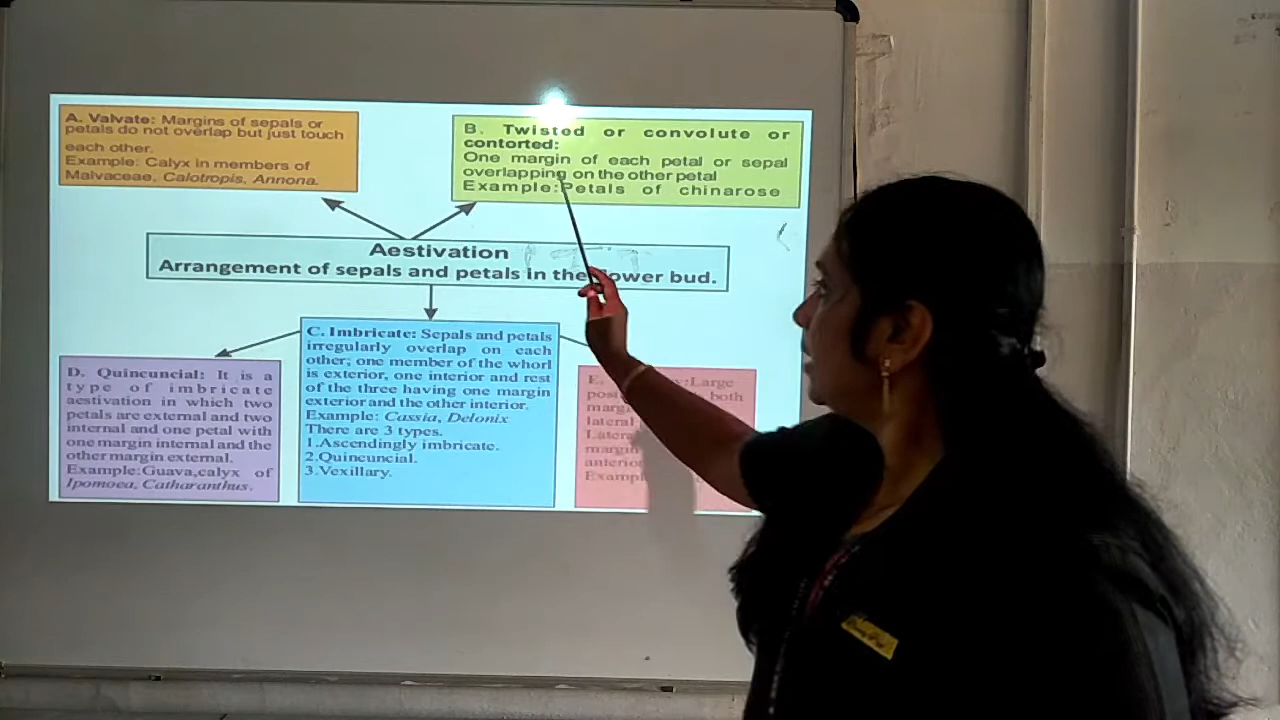 A. Valvate: Margins of sepals or
petals do not overlap but just touch
each other.
Example: Calyx in members of
Malvaceae, Calotropis, Annona.
B. Twisted or convolute or
contorted:
One margin of each petal or sepal
overlapping on the other petal
Example:Petals of chinarose
Aestivation
Arrangement of sepals and petals in the flower bud.
C. Imbricate: Sepals and petals
irregularly overlap on each
other; one member of the whorl
is exterior, one interior and rest
of the three having one margin
exterior and the other interior.
Example: Cassia, Delonix
There are 3 types.
1.Ascendingly imbricate.
2.Quincuncial.
3.Vexillary.
D. Quincuncial: It is a
type of imbricate
aestivation in which two
petals are external and two
internal and one petal with
one margin internal and the
other margin external.
Example:Guava,calyx of
Ipomoea, Catharanthus.
E. Large
both
lateral
margin